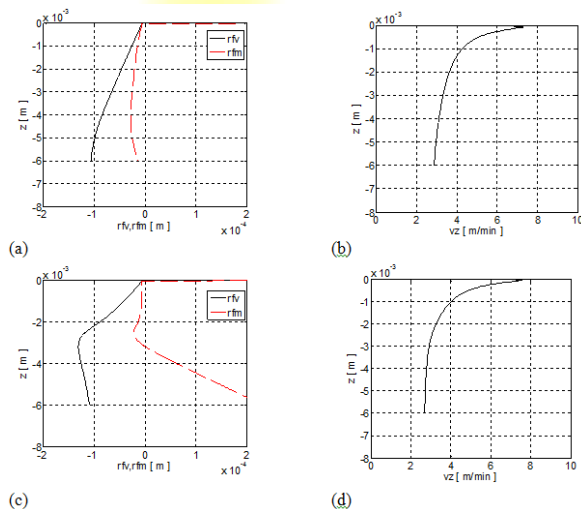 x 10^-3
0
-1
-2
-3
-4
-5
-6
-7
-8
z [ m ]
rfv
rfm
-2 -1 0 1 2
rfv,rfm [ m ]
x 10^-4
(a)
x 10^-3
0
-1
-2
-3
-4
-5
-6
-7
-8
z [ m ]
0 2 4 6 8 10
vz [ m/min ]
(b)
x 10^-3
0
-2
-4
-6
-8
z [ m ]
rfv
rfm
-2 -1 0 1 2
rfv,rfm [ m ]
x 10^-4
(c)
x 10^-3
0
-1
-2
-3
-4
-5
-6
-7
-8
z [ m ]
0 2 4 6 8 10
vz [ m/min ]
(d)